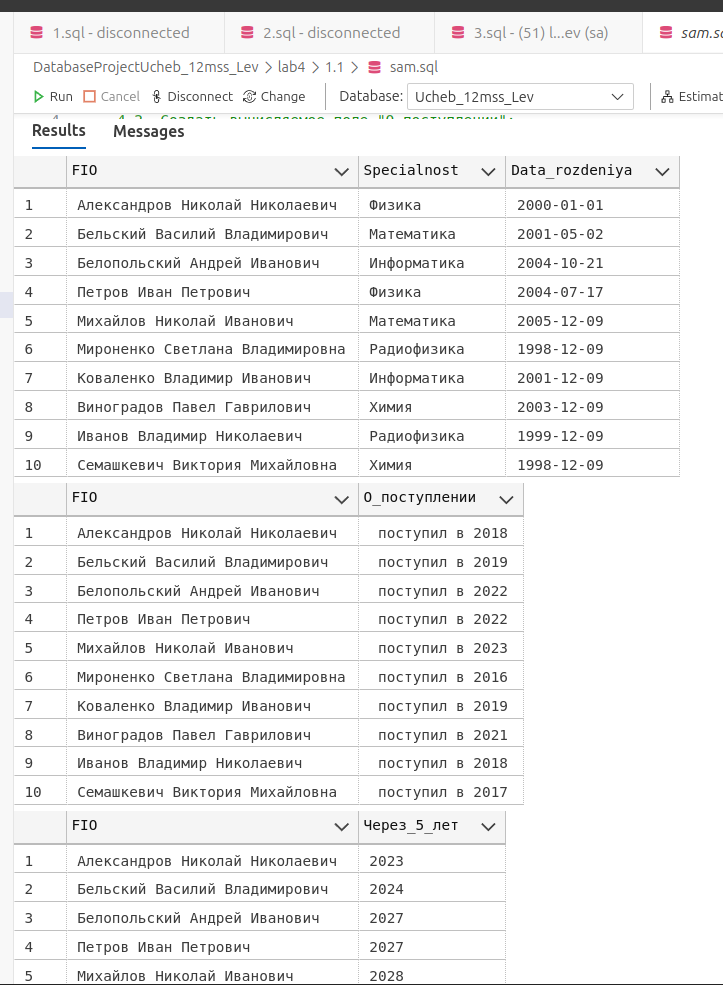 1.sql - disconnected 2.sql - disconnected 3.sql - (51) l...ev (sa) sam.s
DatabaseProjectUcheb_12mss_Lev > lab4 > 1.1 > sam.sql
Run Cancel Disconnect Change Database: Ucheb_12mss_Lev Estimat
4 4.2. Создать вычисляемое поле "О поступлении":
Results Messages
FIO Specialnost Data_rozdeniya
1 Александров Николай Николаевич Физика 2000-01-01
2 Бельский Василий Владимирович Математика 2001-05-02
3 Белопольский Андрей Иванович Информатика 2004-10-21
4 Петров Иван Петрович Физика 2004-07-17
5 Михайлов Николай Иванович Математика 2005-12-09
6 Мироненко Светлана Владимировна Радиофизика 1998-12-09
7 Коваленко Владимир Иванович Информатика 2001-12-09
8 Виноградов Павел Гаврилович Химия 2003-12-09
9 Иванов Владимир Николаевич Радиофизика 1999-12-09
10 Семашкевич Виктория Михайловна Химия 1998-12-09
FIO О_поступлении
1 Александров Николай Николаевич поступил в 2018
2 Бельский Василий Владимирович поступил в 2019
3 Белопольский Андрей Иванович поступил в 2022
4 Петров Иван Петрович поступил в 2022
5 Михайлов Николай Иванович поступил в 2023
6 Мироненко Светлана Владимировна поступил в 2016
7 Коваленко Владимир Иванович поступил в 2019
8 Виноградов Павел Гаврилович поступил в 2021
9 Иванов Владимир Николаевич поступил в 2018
10 Семашкевич Виктория Михайловна поступил в 2017
FIO Через_5_лет
1 Александров Николай Николаевич 2023
2 Бельский Василий Владимирович 2024
3 Белопольский Андрей Иванович 2027
4 Петров Иван Петрович 2027
5 Михайлов Николай Иванович 2028